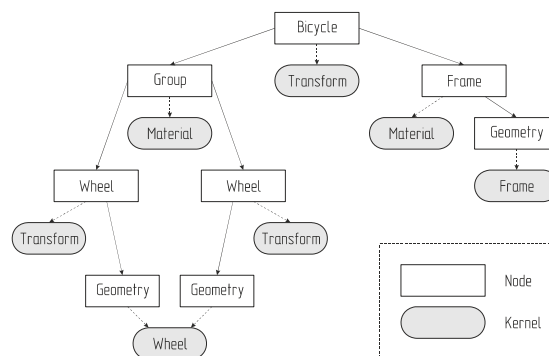 Bicycle
Group
Transform
Frame
Material
Material
Geometry
Wheel
Wheel
Frame
Transform
Transform
Geometry
Geometry
Node
Wheel
Kernel